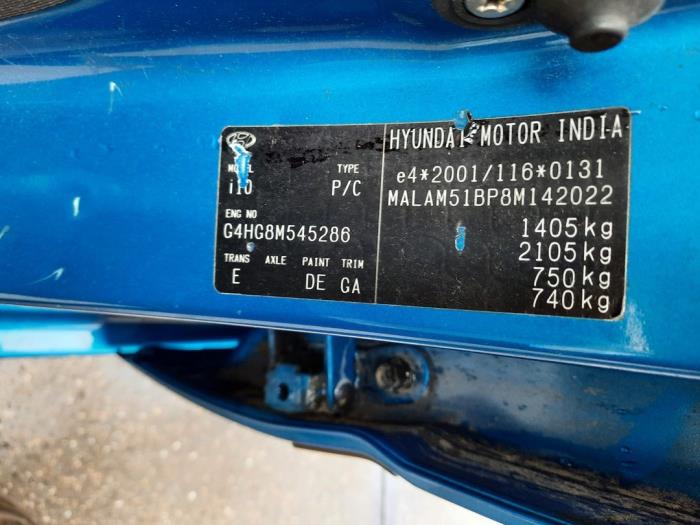 MODEL TYPE
i10 P/C
ENG NO
G4HG8M545286
TRANS AXLE PAINT TRIM
E DE GA
HYUNDAI MOTOR INDIA
e4*2001/116*0131
MALAM51BP8M142022
1405kg
2105kg
750kg
740kg